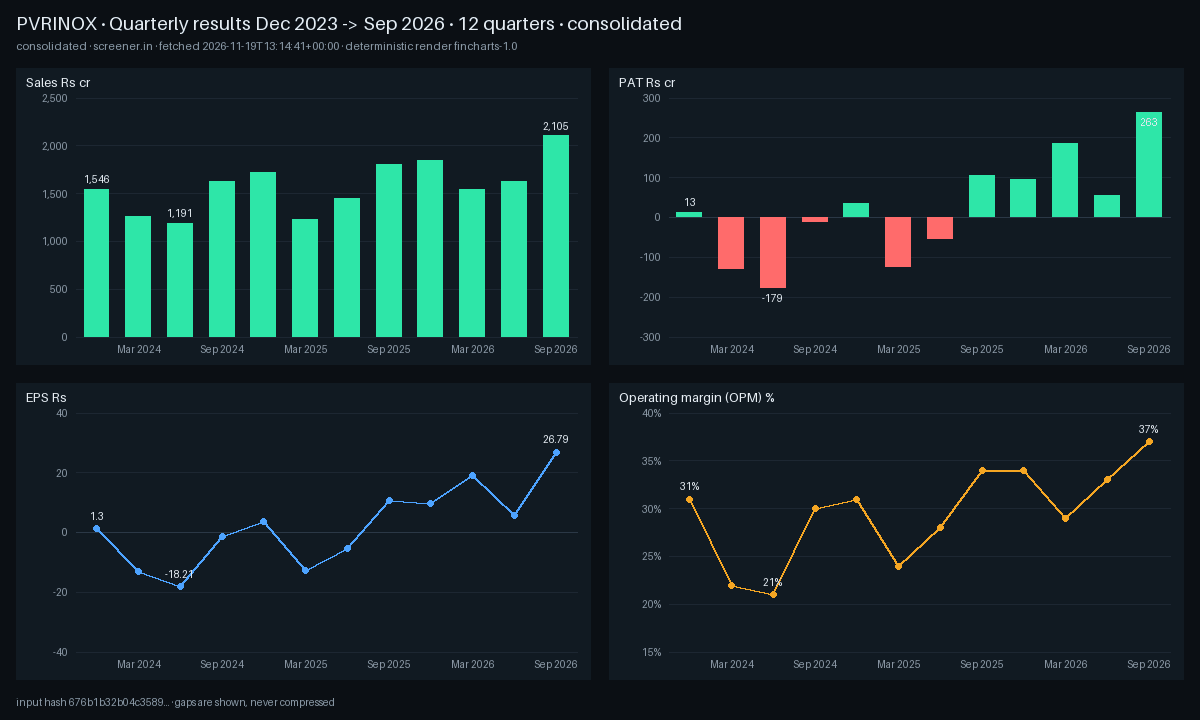 PVRINOX · Quarterly results Dec 2023 -> Sep 2026 · 12 quarters · consolidated
consolidated · screener.in · fetched 2026-11-19T13:14:41+00:00 · deterministic render fincharts-1.0
Sales Rs cr
2,500
2,000
1,500
1,000
500
0
1,546
1,191
2,105
Mar 2024
Sep 2024
Mar 2025
Sep 2025
Mar 2026
Sep 2026
PAT Rs cr
300
200
100
0
-100
-200
-300
13
-179
263
Mar 2024
Sep 2024
Mar 2025
Sep 2025
Mar 2026
Sep 2026
EPS Rs
40
20
0
-20
-40
1.3
-18.21
26.79
Mar 2024
Sep 2024
Mar 2025
Sep 2025
Mar 2026
Sep 2026
Operating margin (OPM) %
40%
35%
30%
25%
20%
15%
31%
21%
37%
Mar 2024
Sep 2024
Mar 2025
Sep 2025
Mar 2026
Sep 2026
input hash 676b1b32b04c3589… · gaps are shown, never compressed